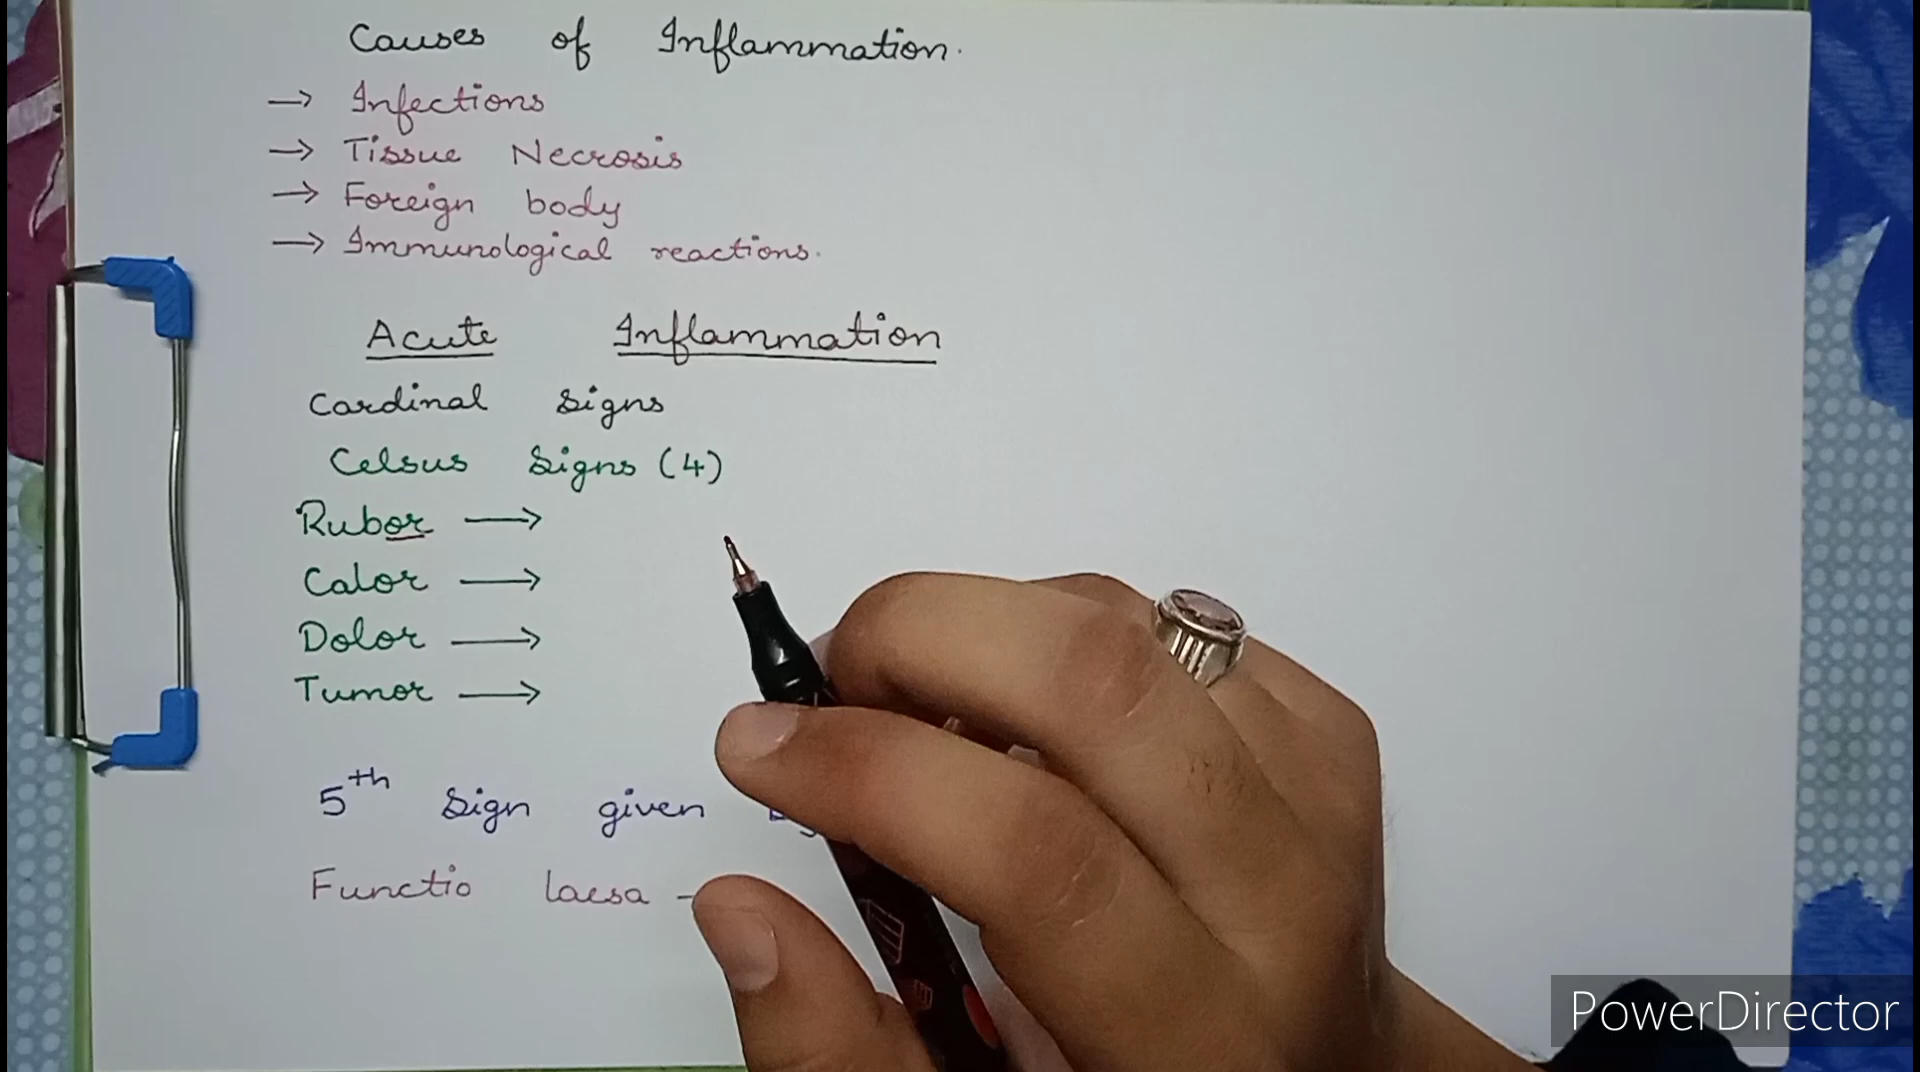 Causes of Inflammation.
→ Infections
→ Tissue Necrosis
→ Foreign body
→ Immunological reactions.
Acute Inflammation
Cardinal Signs
Celsus Signs (4)
Rubor →
Calor →
Dolor →
Tumor →
5th Sign given
Functio laesa -
PowerDirector